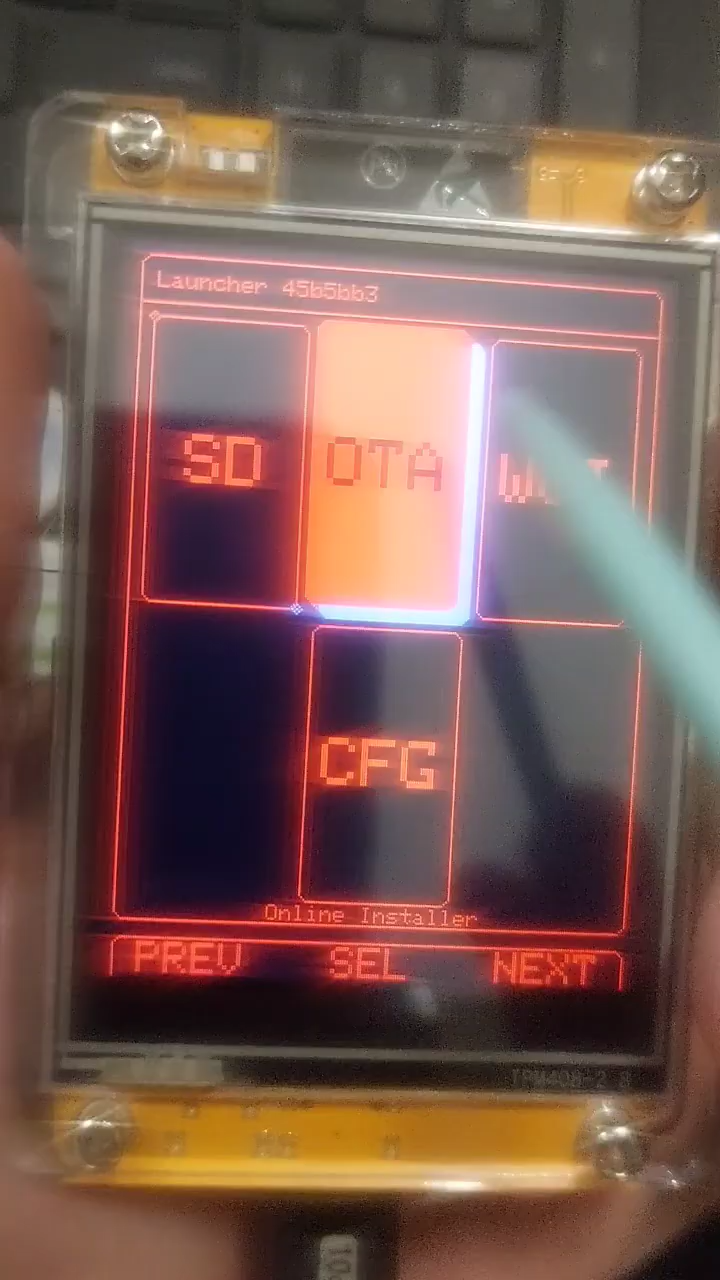 Launcher 45b5bb3
SD OTA
CFG
Online Installer
PREV SEL NEXT